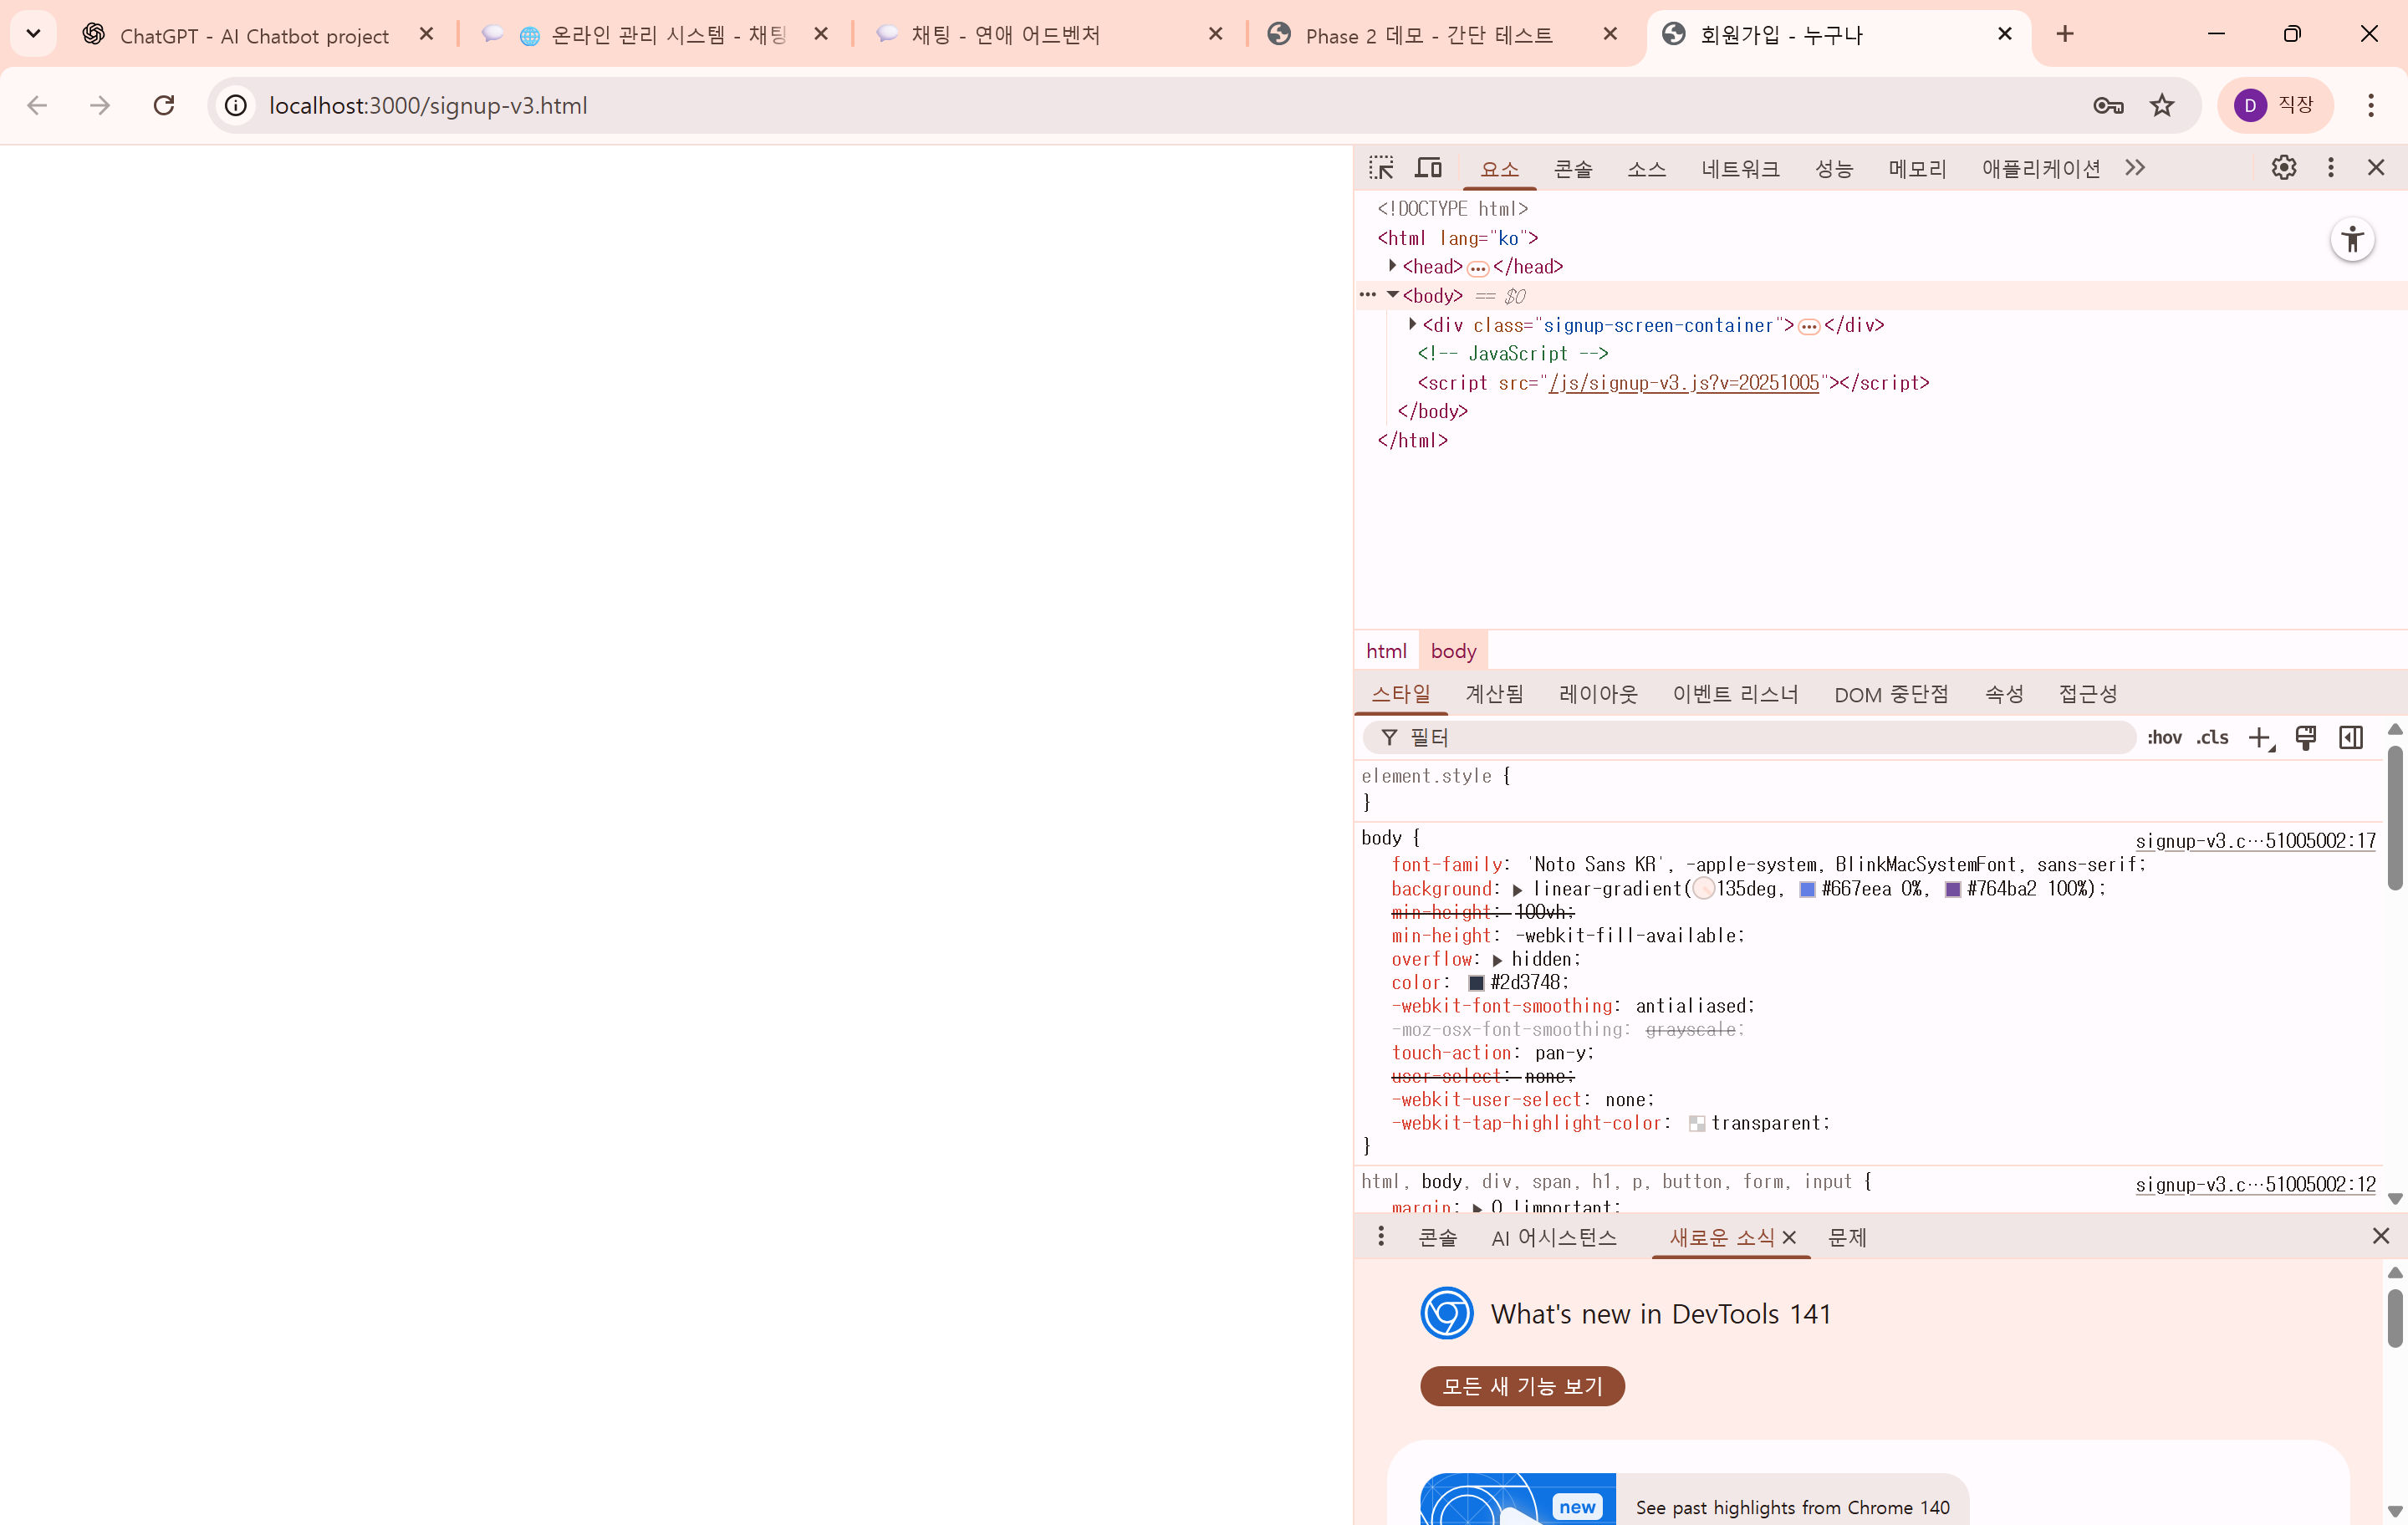 ChatGPT - AI Chatbot project
온라인 관리 시스템 - 채팅
채팅 - 연애 어드벤처
Phase 2 데모 - 간단 테스트
회원가입 - 누구나
localhost:3000/signup-v3.html
D 직장
요소 콘솔 소스 네트워크 성능 메모리 애플리케이션
<!DOCTYPE html>
<html lang="ko">
<head> ••• </head>
••• <body> == $0
<div class="signup-screen-container"> ••• </div>
<!-- JavaScript -->
<script src="/js/signup-v3.js?v=20251005"></script>
</body>
</html>
html body
스타일 계산됨 레이아웃 이벤트 리스너 DOM 중단점 속성 접근성
필터 :hov .cls
element.style {
}
body { signup-v3.c…51005002:17
font-family: 'Noto Sans KR', -apple-system, BlinkMacSystemFont, sans-serif;
background: linear-gradient(135deg, #667eea 0%, #764ba2 100%);
min-height: 100vh;
min-height: -webkit-fill-available;
overflow: hidden;
color: #2d3748;
-webkit-font-smoothing: antialiased;
-moz-osx-font-smoothing: grayscale;
touch-action: pan-y;
user-select: none;
-webkit-user-select: none;
-webkit-tap-highlight-color: transparent;
}
html, body, div, span, h1, p, button, form, input { signup-v3.c…51005002:12
margin: 0 !important;
콘솔 AI 어시스턴스 새로운 소식 문제
What's new in DevTools 141
모든 새 기능 보기
new
See past highlights from Chrome 140